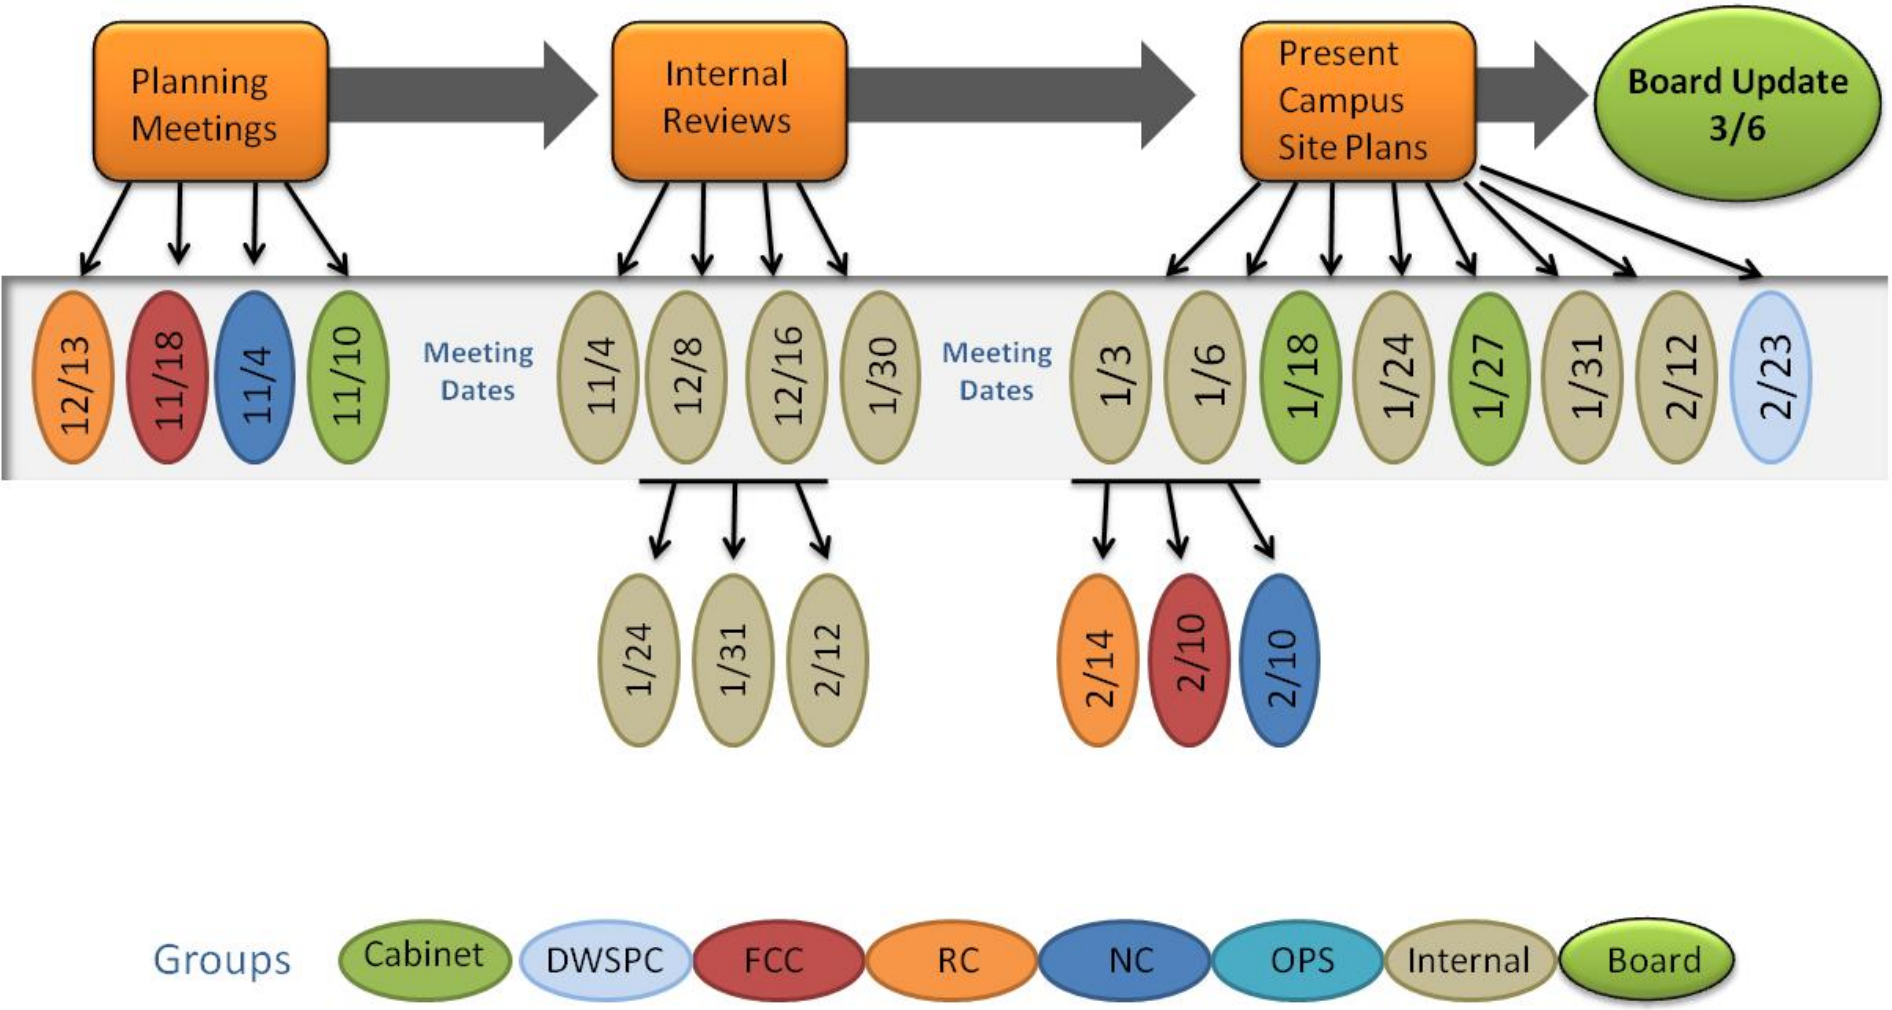 Planning
Meetings
Internal
Reviews
Present
Campus
Site Plans
Board Update
3/6
12/13
11/18
11/4
11/10
Meeting
Dates
11/4
12/8
12/16
1/30
Meeting
Dates
1/3
1/6
1/18
1/24
1/27
1/31
2/12
2/23
1/24
1/31
2/12
2/14
2/10
2/10
Groups
Cabinet
DWSPC
FCC
RC
NC
OPS
Internal
Board